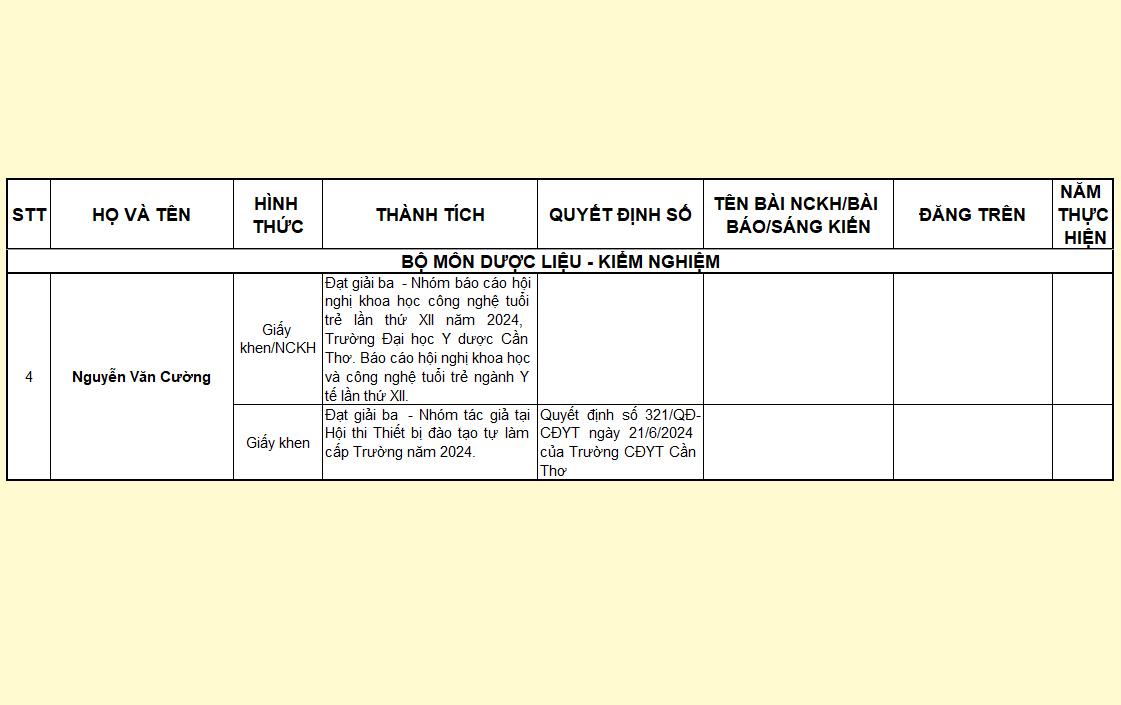 STT
HỌ VÀ TÊN
HÌNH
THỨC
THÀNH TÍCH
QUYẾT ĐỊNH SỐ
TÊN BÀI NCKH/BÀI
BÁO/SÁNG KIẾN
ĐĂNG TRÊN
NĂM
THỰC
HIỆN
BỘ MÔN DƯỢC LIỆU - KIỂM NGHIỆM
4
Nguyễn Văn Cường
Giấy
khen/NCKH
Đạt giải ba - Nhóm báo cáo hội
nghị khoa học công nghệ tuổi
trẻ lần thứ XII năm 2024,
Trường Đại học Y dược Cần
Thơ. Báo cáo hội nghị khoa học
và công nghệ tuổi trẻ ngành Y
tế lần thứ XII.
Giấy khen
Đạt giải ba - Nhóm tác giả tại
Hội thi Thiết bị đào tạo tự làm
cấp Trường năm 2024.
Quyết định số 321/QĐ-
CĐYT ngày 21/6/2024
của Trường CĐYT Cần
Thơ